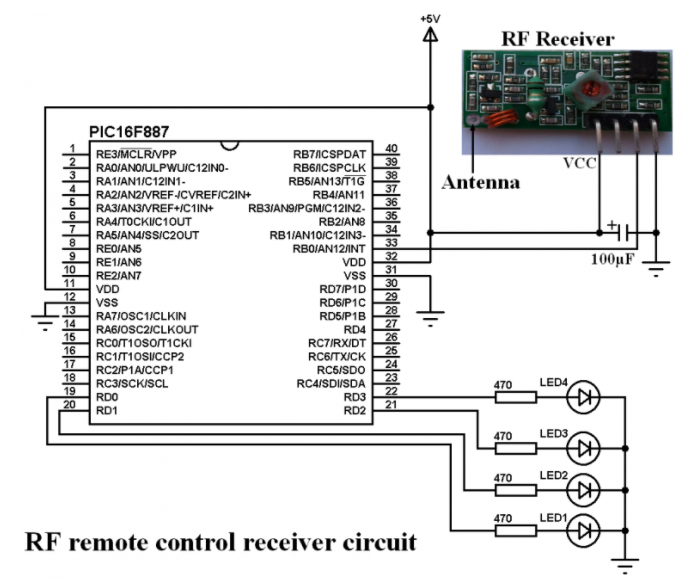 +5V
RF Receiver
VCC
Antenna
+
100µF
PIC16F887
1 RE3/MCLR/VPP
2 RA0/AN0/ULPWU/C12IN0-
3 RA1/AN1/C12IN1-
4 RA2/AN2/VREF-/CVREF/C2IN+
5 RA3/AN3/VREF+/C1IN+
6 RA4/T0CKI/C1OUT
7 RA5/AN4/SS/C2OUT
8 RE0/AN5
9 RE1/AN6
10 RE2/AN7
11 VDD
12 VSS
13 RA7/OSC1/CLKIN
14 RA6/OSC2/CLKOUT
15 RC0/T1OSO/T1CKI
16 RC1/T1OSI/CCP2
17 RC2/P1A/CCP1
18 RC3/SCK/SCL
19 RD0
20 RD1
RB7/ICSPDAT 40
RB6/ICSPCLK 39
RB5/AN13/T1G 38
RB4/AN11 37
RB3/AN9/PGM/C12IN2- 36
RB2/AN8 35
RB1/AN10/C12IN3- 34
RB0/AN12/INT 33
VDD 32
VSS 31
RD7/P1D 30
RD6/P1C 29
RD5/P1B 28
RD4 27
RC7/RX/DT 26
RC6/TX/CK 25
RC5/SDO 24
RC4/SDI/SDA 23
RD3 22
RD2 21
470 LED4
470 LED3
470 LED2
470 LED1
RF remote control receiver circuit